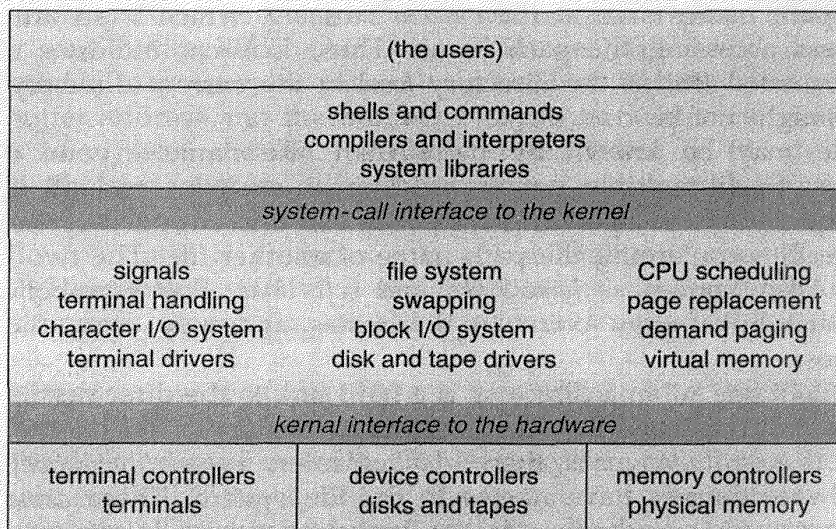 (the users)
shells and commands
compilers and interpreters
system libraries
system-call interface to the kernel
signals
terminal handling
character I/O system
terminal drivers
file system
swapping
block I/O system
disk and tape drivers
CPU scheduling
page replacement
demand paging
virtual memory
kernal interface to the hardware
terminal controllers
terminals
device controllers
disks and tapes
memory controllers
physical memory